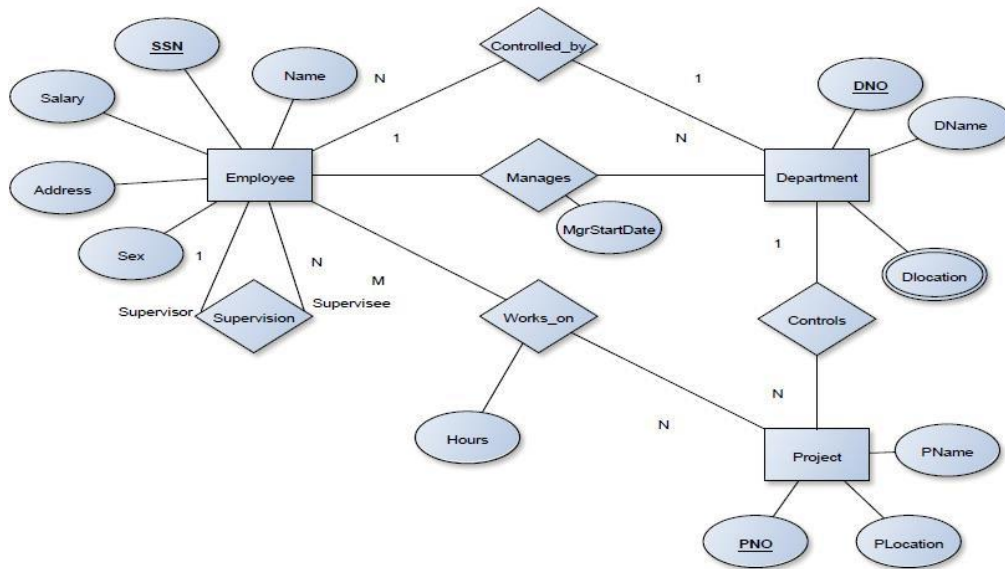 SSN
Controlled_by
Name
N
1
DNO
Salary
DName
1
N
Employee
Manages
Department
Address
MgrStartDate
Sex
1
N
1
Dlocation
M
Supervisor
Supervisee
Supervision
Works_on
Controls
N
N
Hours
PName
Project
PNO
PLocation